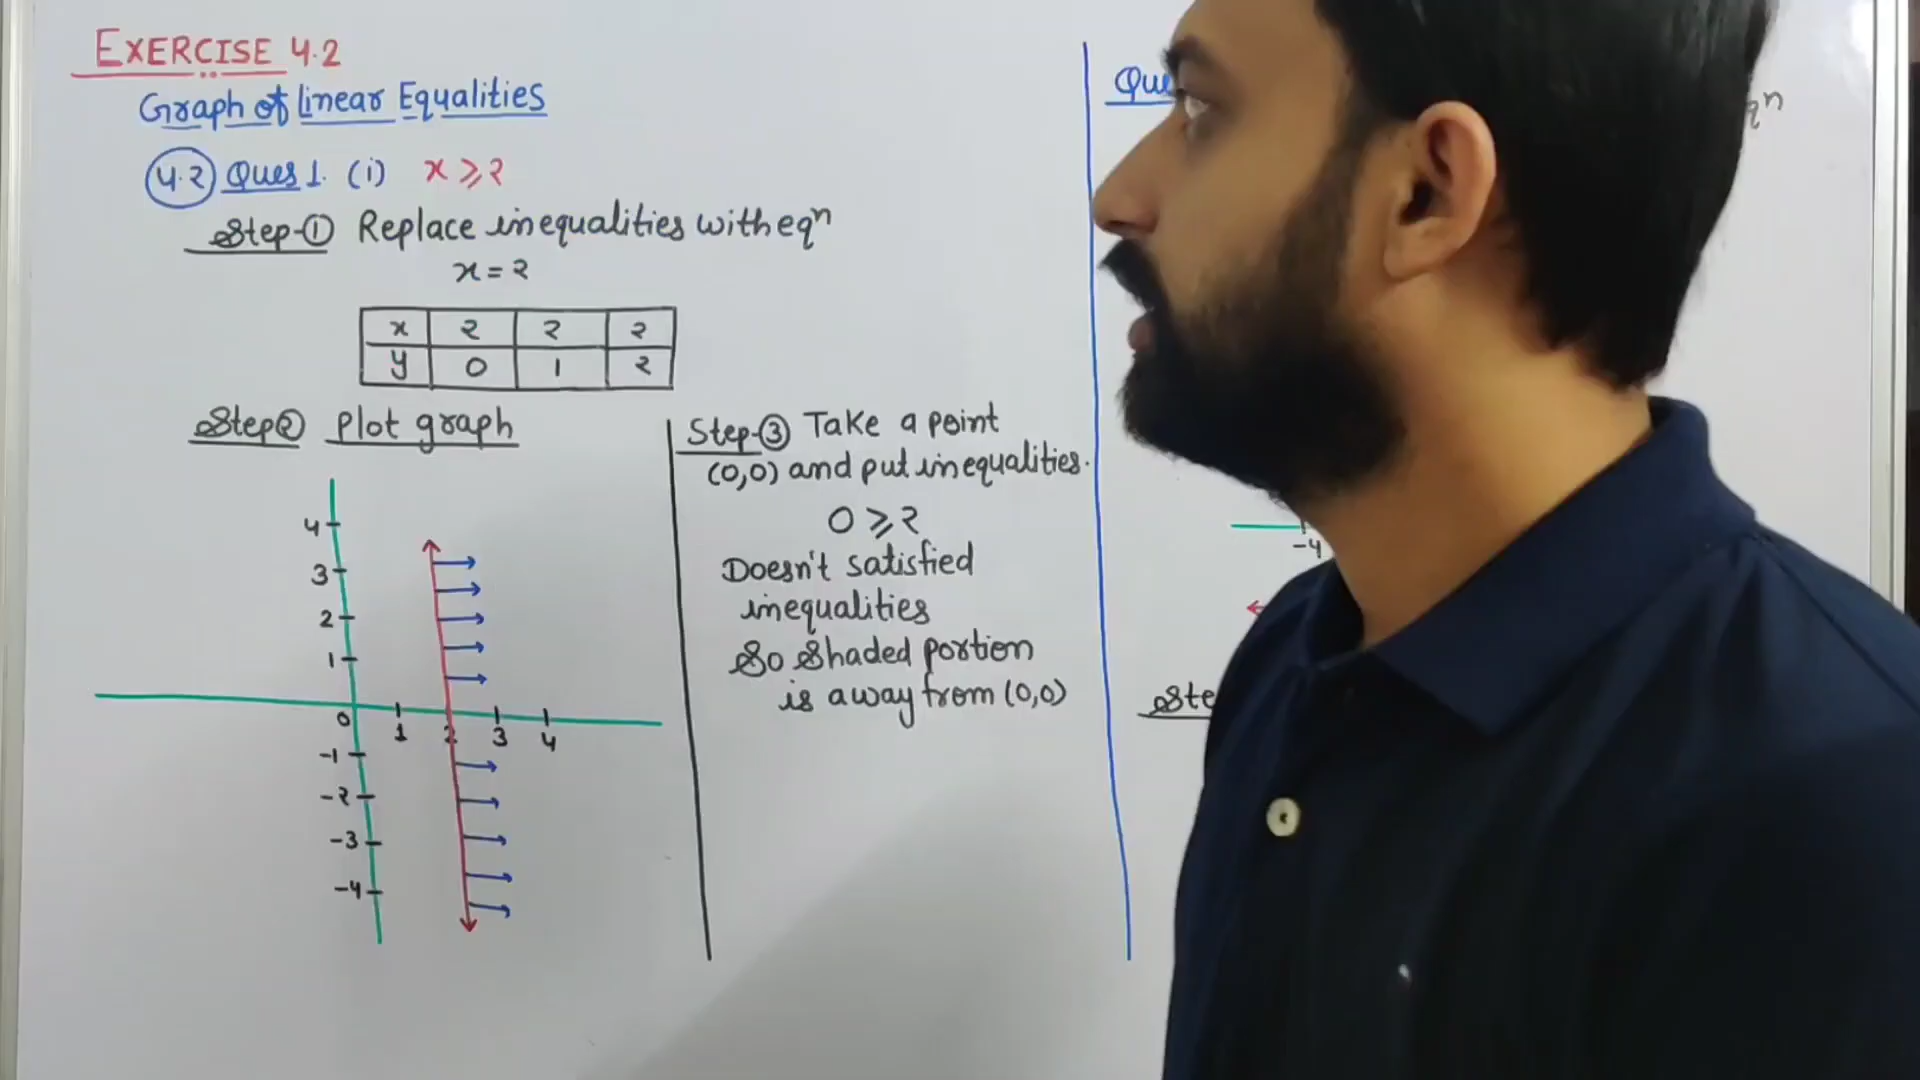 EXERCISE 4.2
Graph of linear Equalities
4.2 Ques 1. (i) x ⩾ 2
Step-① Replace inequalities with eqⁿ
x = 2
x 2 2 2
y 0 1 2
Step② Plot graph
4
3
2
1
0 1 2 3 4
-1
-2
-3
-4
Step-③ Take a point
(0,0) and put inequalities.
0 ⩾ 2
Doesn't satisfied
inequalities
So Shaded portion
is away from (0,0)
-4